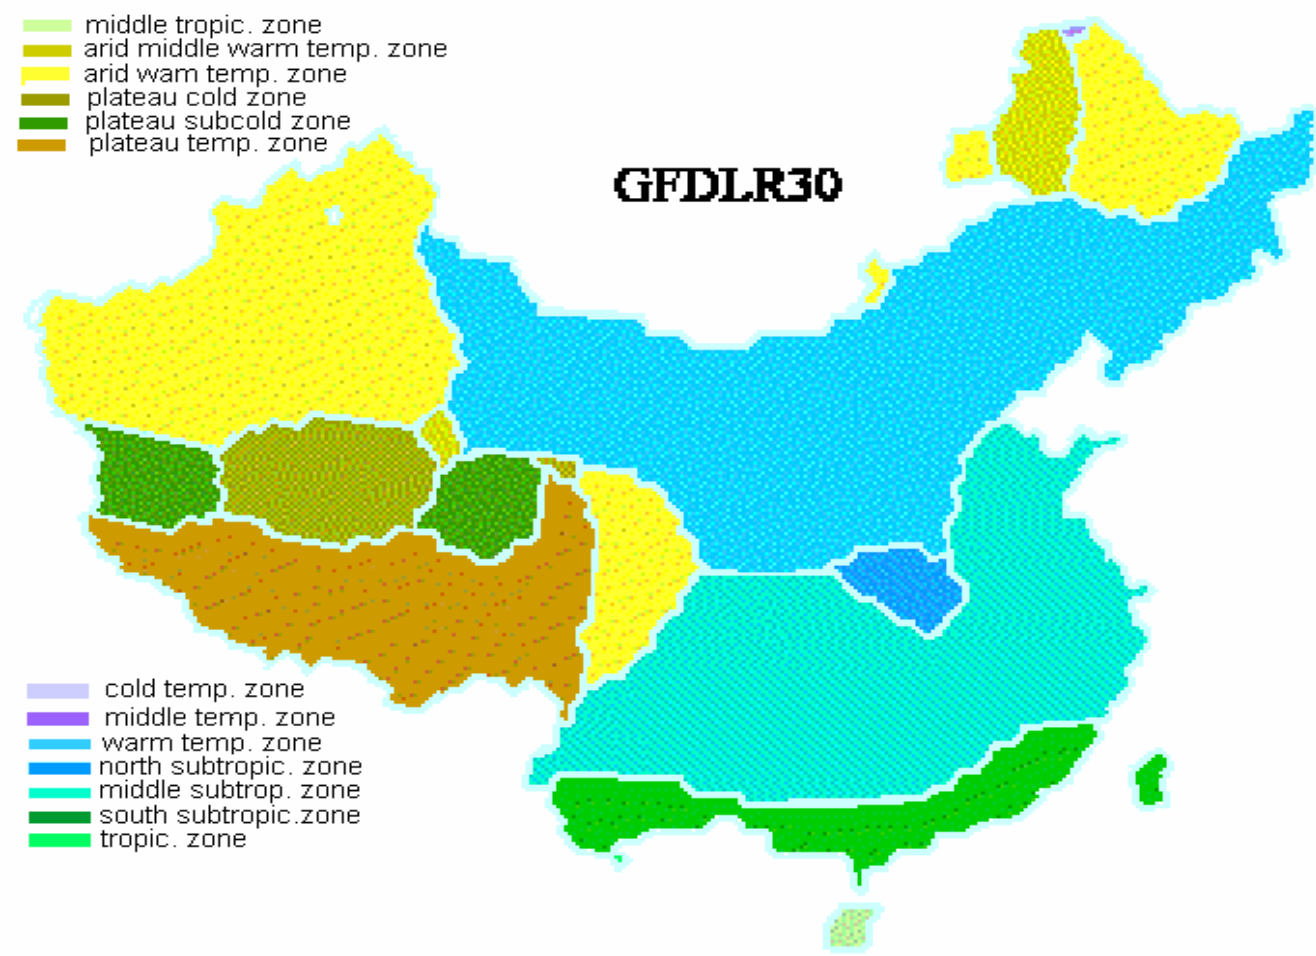 middle tropic. zone
arid middle warm temp. zone
arid wam temp. zone
plateau cold zone
plateau subcold zone
plateau temp. zone
GFDLR30
cold temp. zone
middle temp. zone
warm temp. zone
north subtropic. zone
middle subtrop. zone
south subtropic.zone
tropic. zone